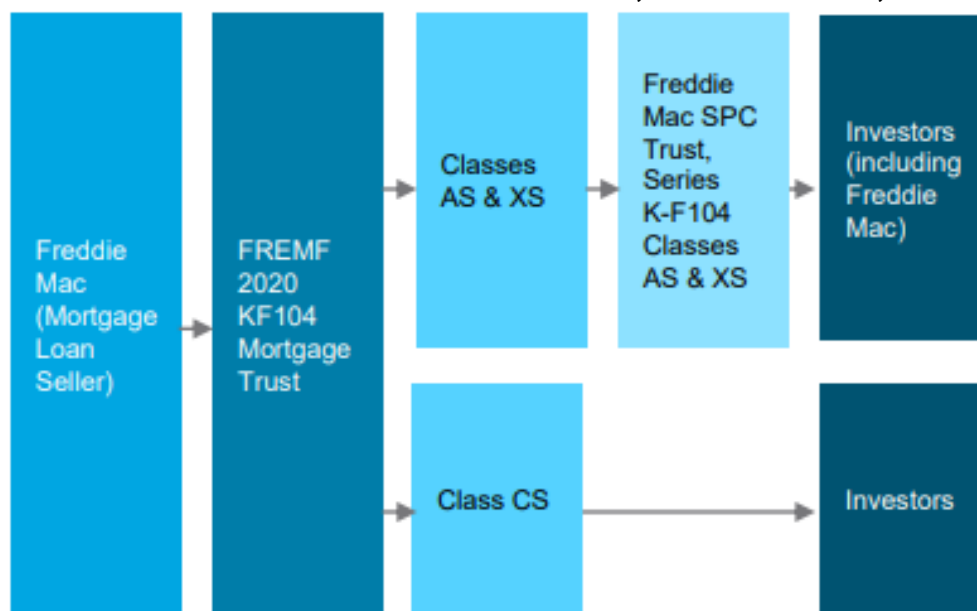 Freddie
Mac
(Mortgage
Loan
Seller)
FREMF
2020
KF104
Mortgage
Trust
Classes
AS & XS
Freddie
Mac SPC
Trust,
Series
K-F104
Classes
AS & XS
Investors
(including
Freddie
Mac)
Class CS
Investors